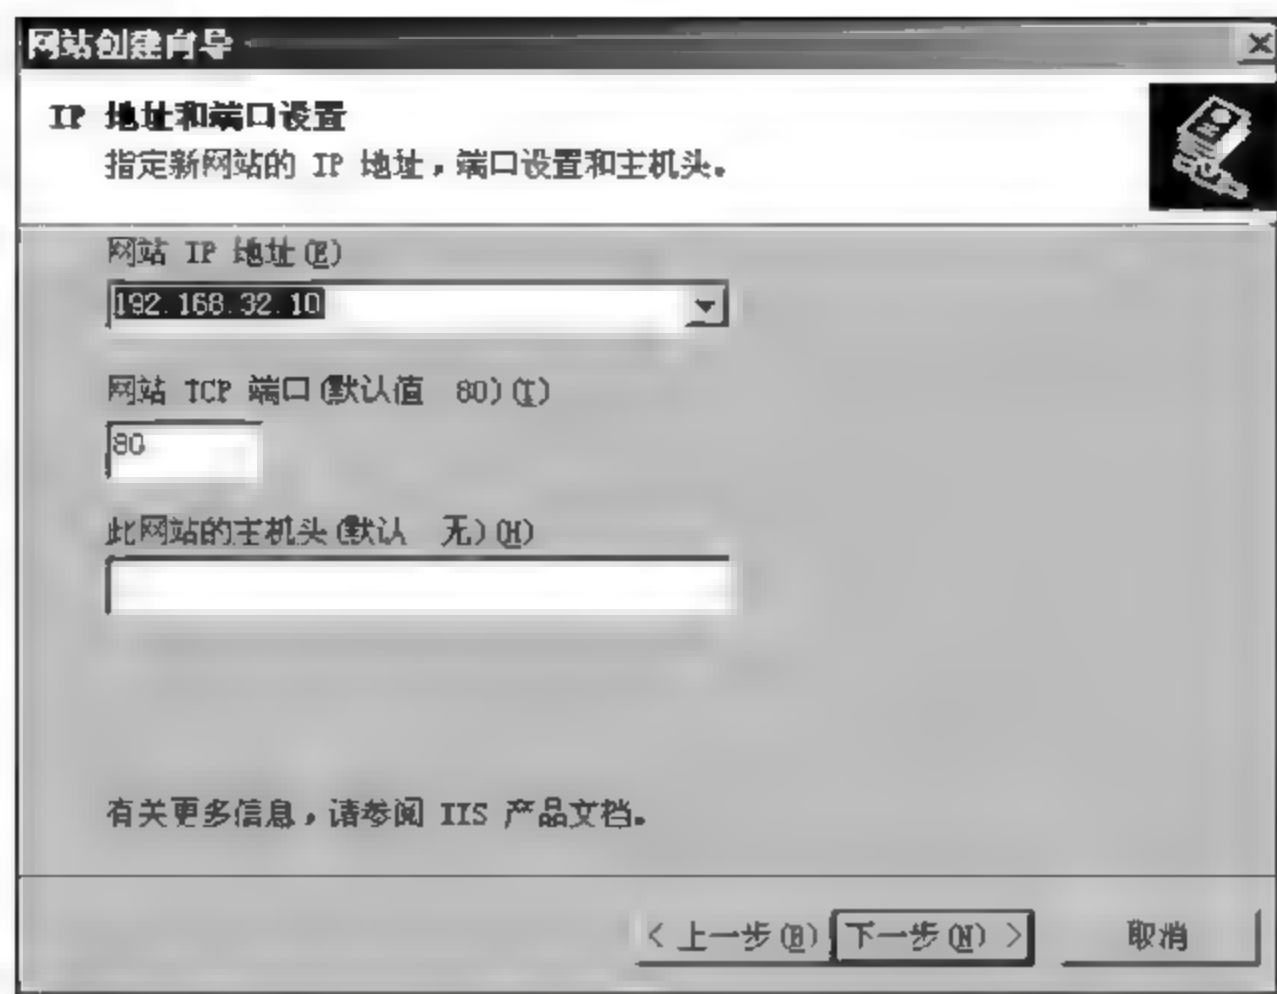 网站创建向导
IP 地址和端口设置
指定新网站的 IP 地址，端口设置和主机头。
网站 IP 地址(E)
192.168.32.10
网站 TCP 端口(默认值 80)(T)
80
此网站的主机头(默认 无)(H)
有关更多信息，请参阅 IIS 产品文档。
< 上一步(B) 下一步(N) > 取消